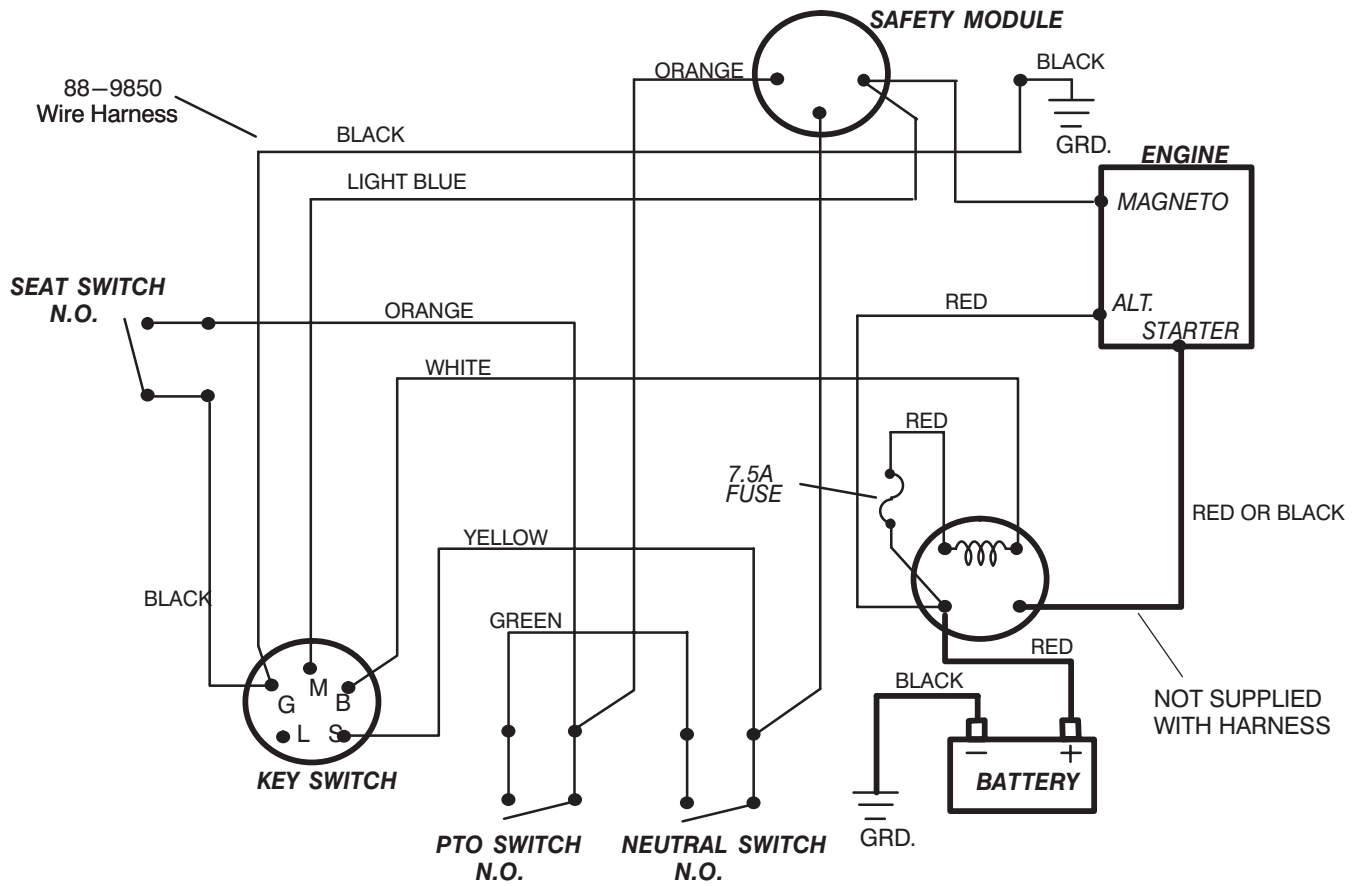 SAFETY MODULE
ORANGE
BLACK
88–9850
Wire Harness
BLACK
GRD.
ENGINE
LIGHT BLUE
MAGNETO
SEAT SWITCH
N.O.
ORANGE
RED
ALT.
STARTER
WHITE
RED
7.5A
FUSE
RED OR BLACK
YELLOW
BLACK
GREEN
RED
BLACK
NOT SUPPLIED
WITH HARNESS
G
M
B
L
S
KEY SWITCH
–
+
BATTERY
GRD.
PTO SWITCH
N.O.
NEUTRAL SWITCH
N.O.